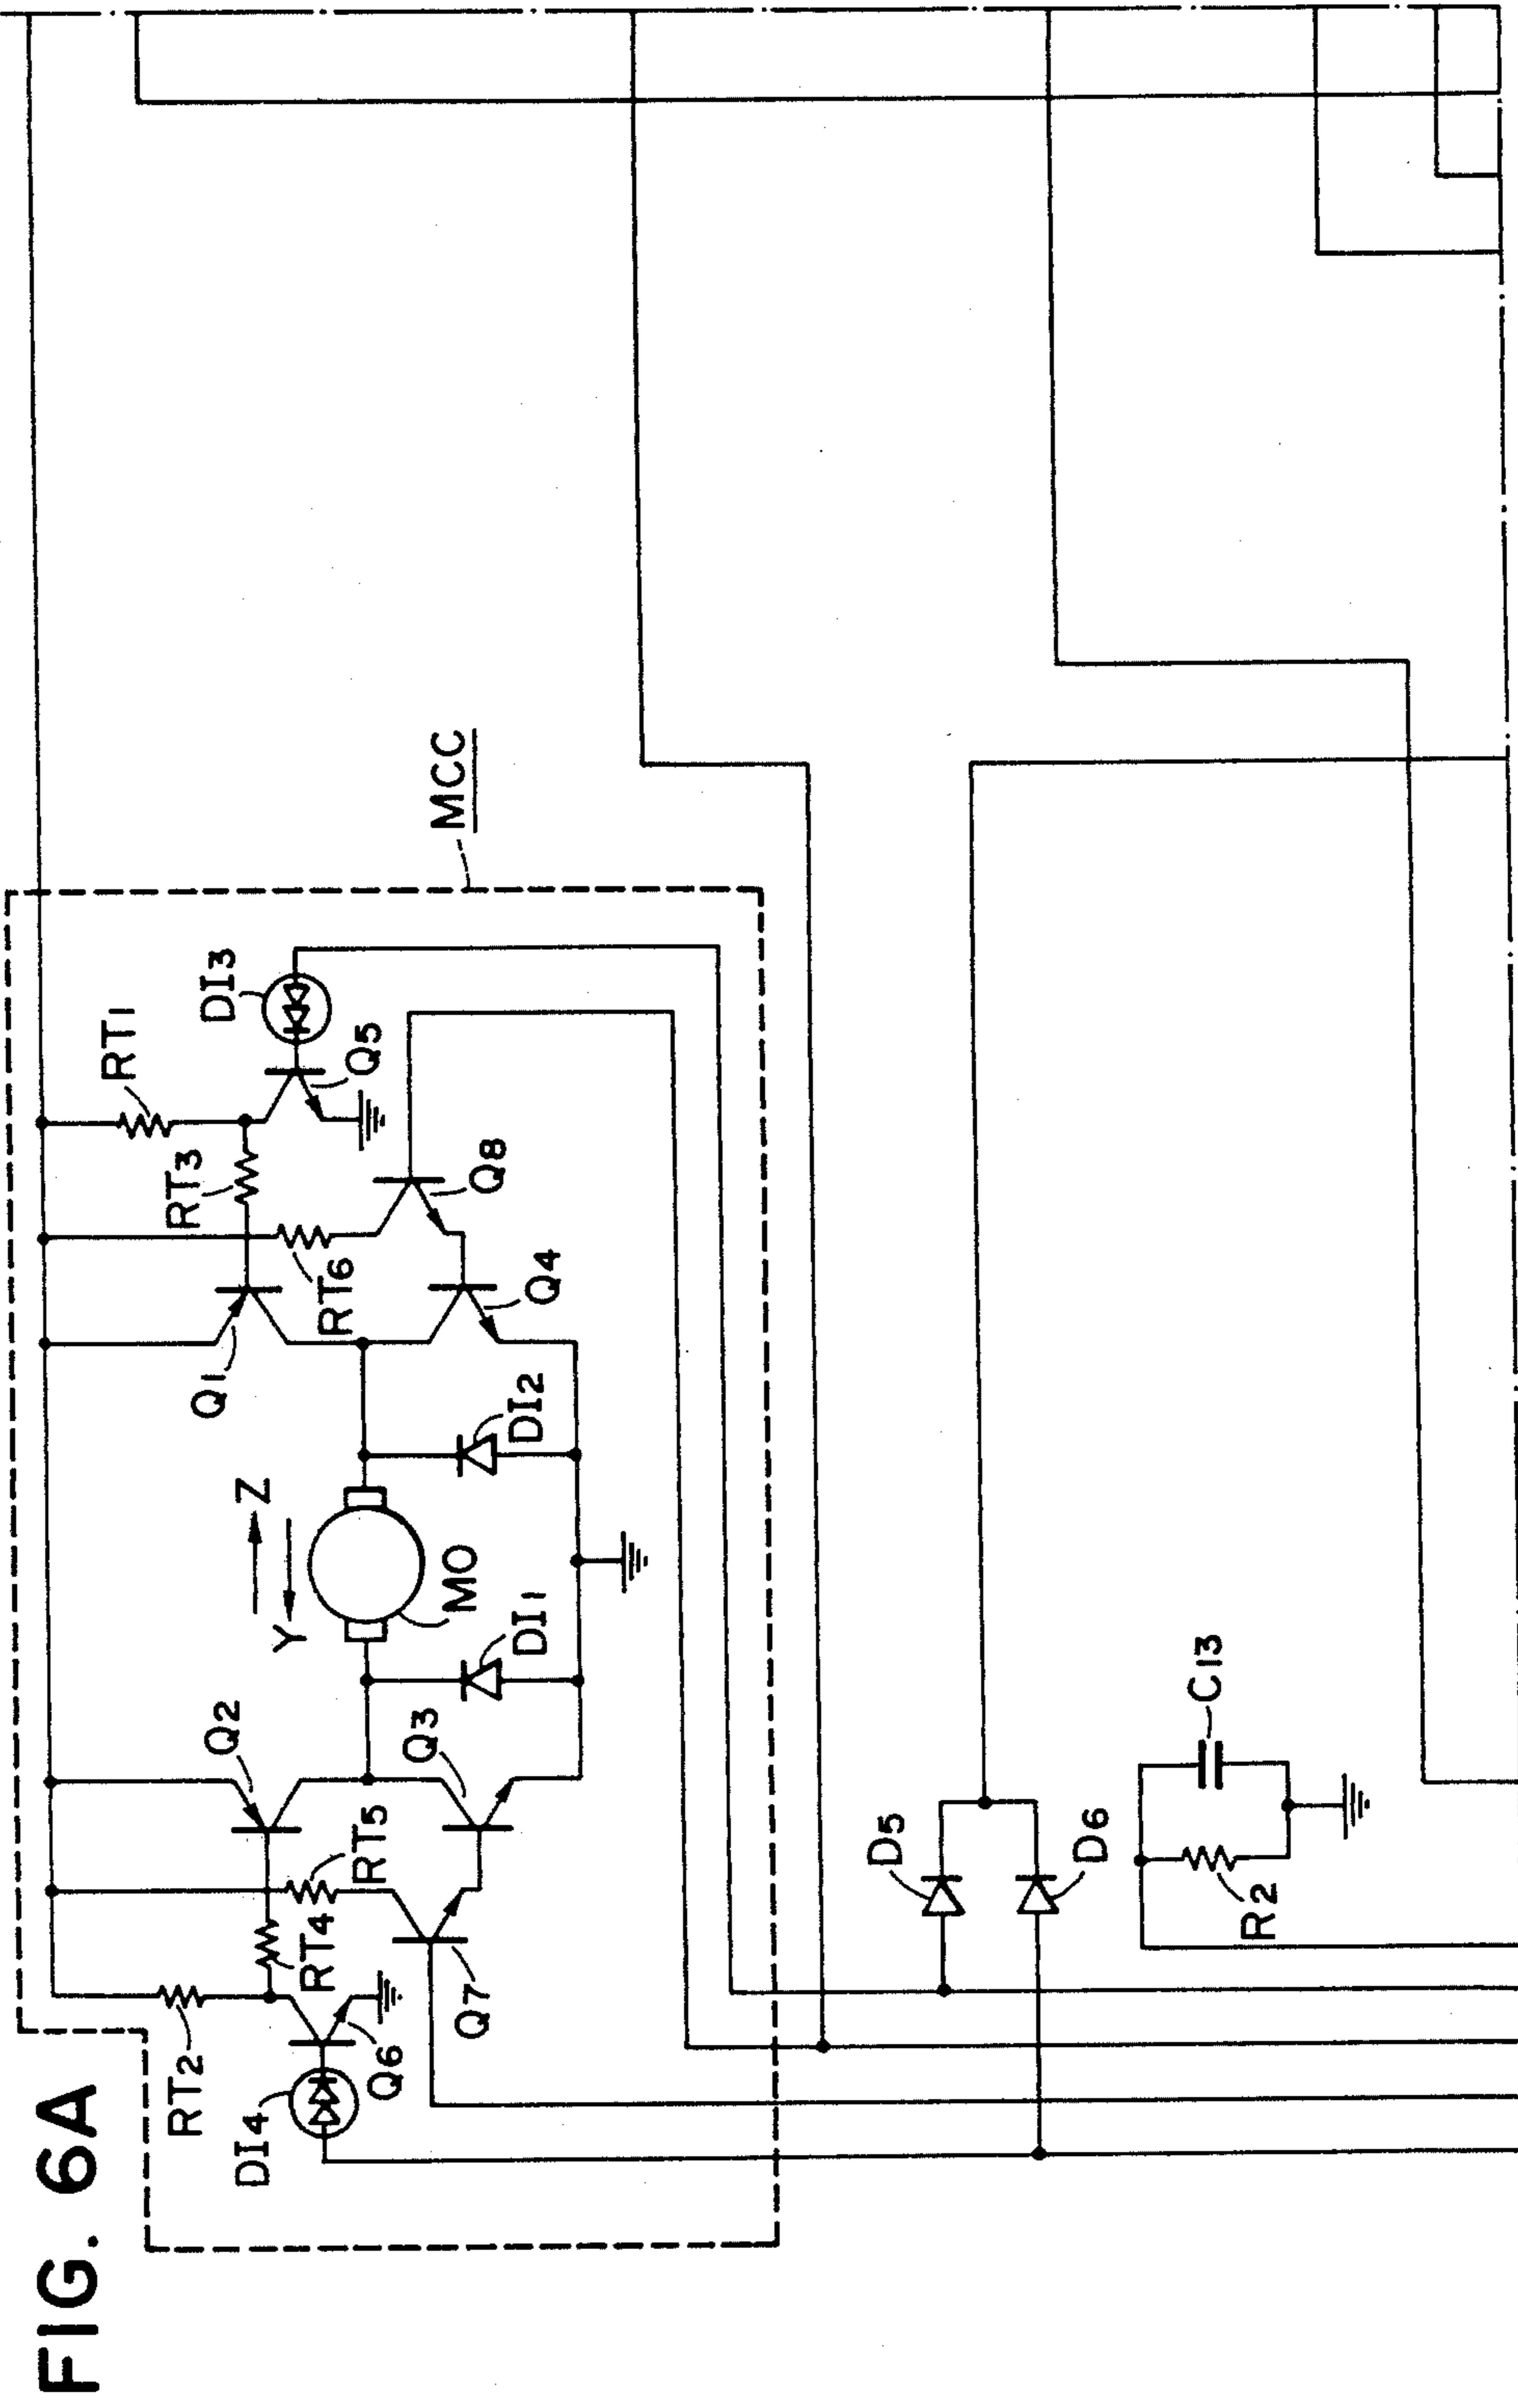 FIG. 6A
MCC
RT1
DI3
Q5
RT3
RT6
Q8
Q1
Q4
DI2
Z
Y
MO
DI1
Q2
Q3
RT5
RT4
RT2
Q7
Q6
DI4
D5
D6
C13
R2